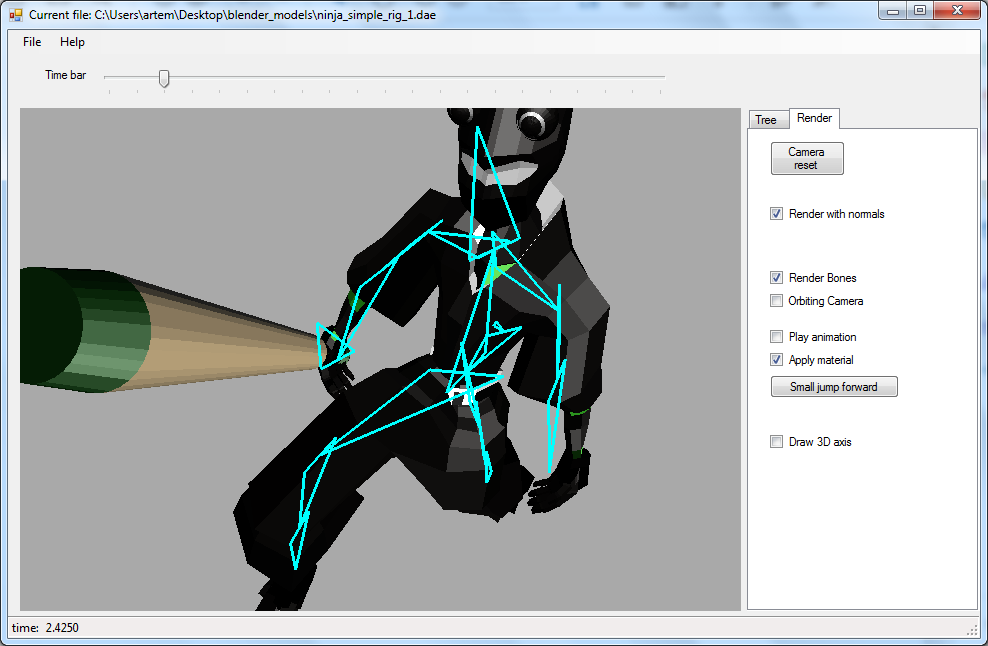 Current file: C:\Users\artem\Desktop\blender_models\ninja_simple_rig_1.dae
File Help
Time bar
Tree Render
Camera
reset
Render with normals
Render Bones
Orbiting Camera
Play animation
Apply material
Small jump forward
Draw 3D axis
time: 2.4250